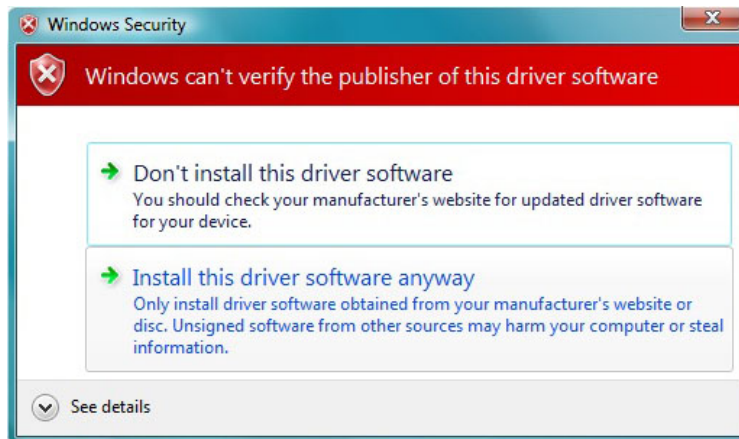 Windows Security
Windows can't verify the publisher of this driver software
Don't install this driver software
You should check your manufacturer's website for updated driver software
for your device.
Install this driver software anyway
Only install driver software obtained from your manufacturer's website or
disc. Unsigned software from other sources may harm your computer or steal
information.
See details